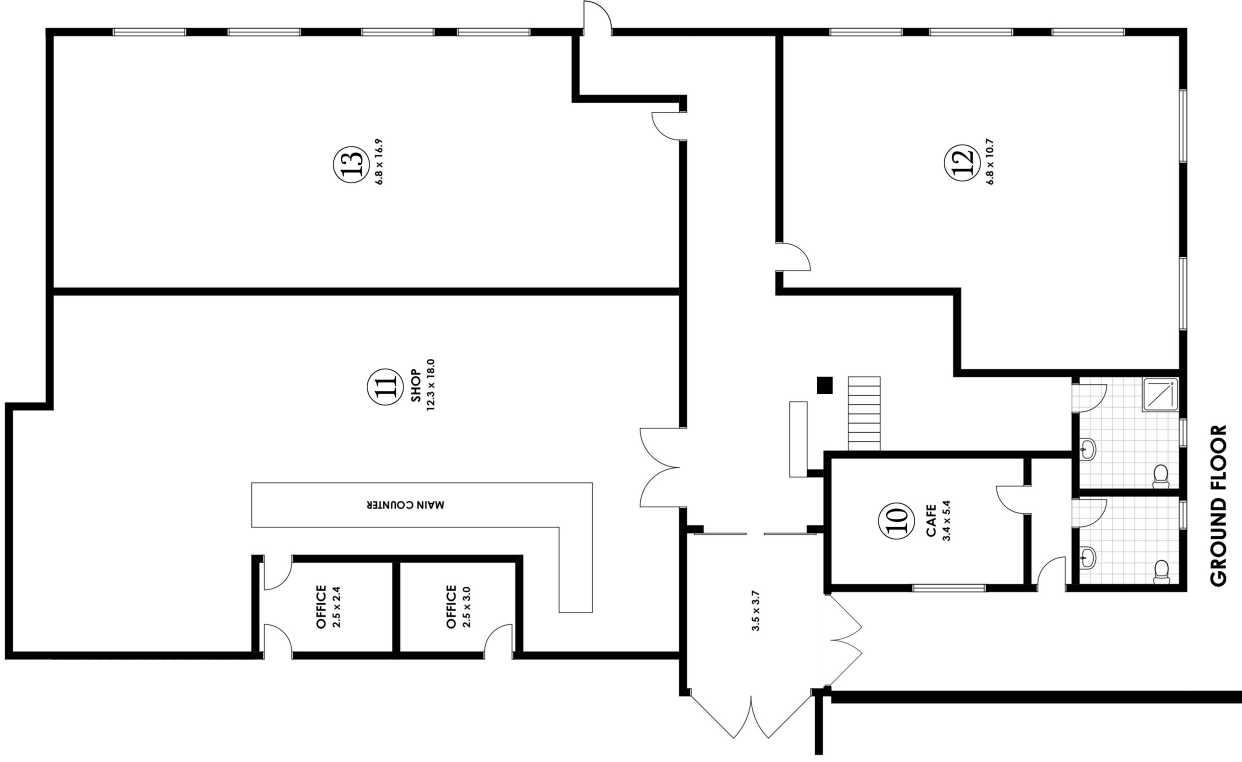 13
6.8 x 16.9
12
6.8 x 10.7
11
SHOP
12.3 x 18.0
MAIN COUNTER
10
CAFE
3.4 x 5.4
OFFICE
2.5 x 2.4
OFFICE
2.5 x 3.0
3.5 x 3.7
GROUND FLOOR